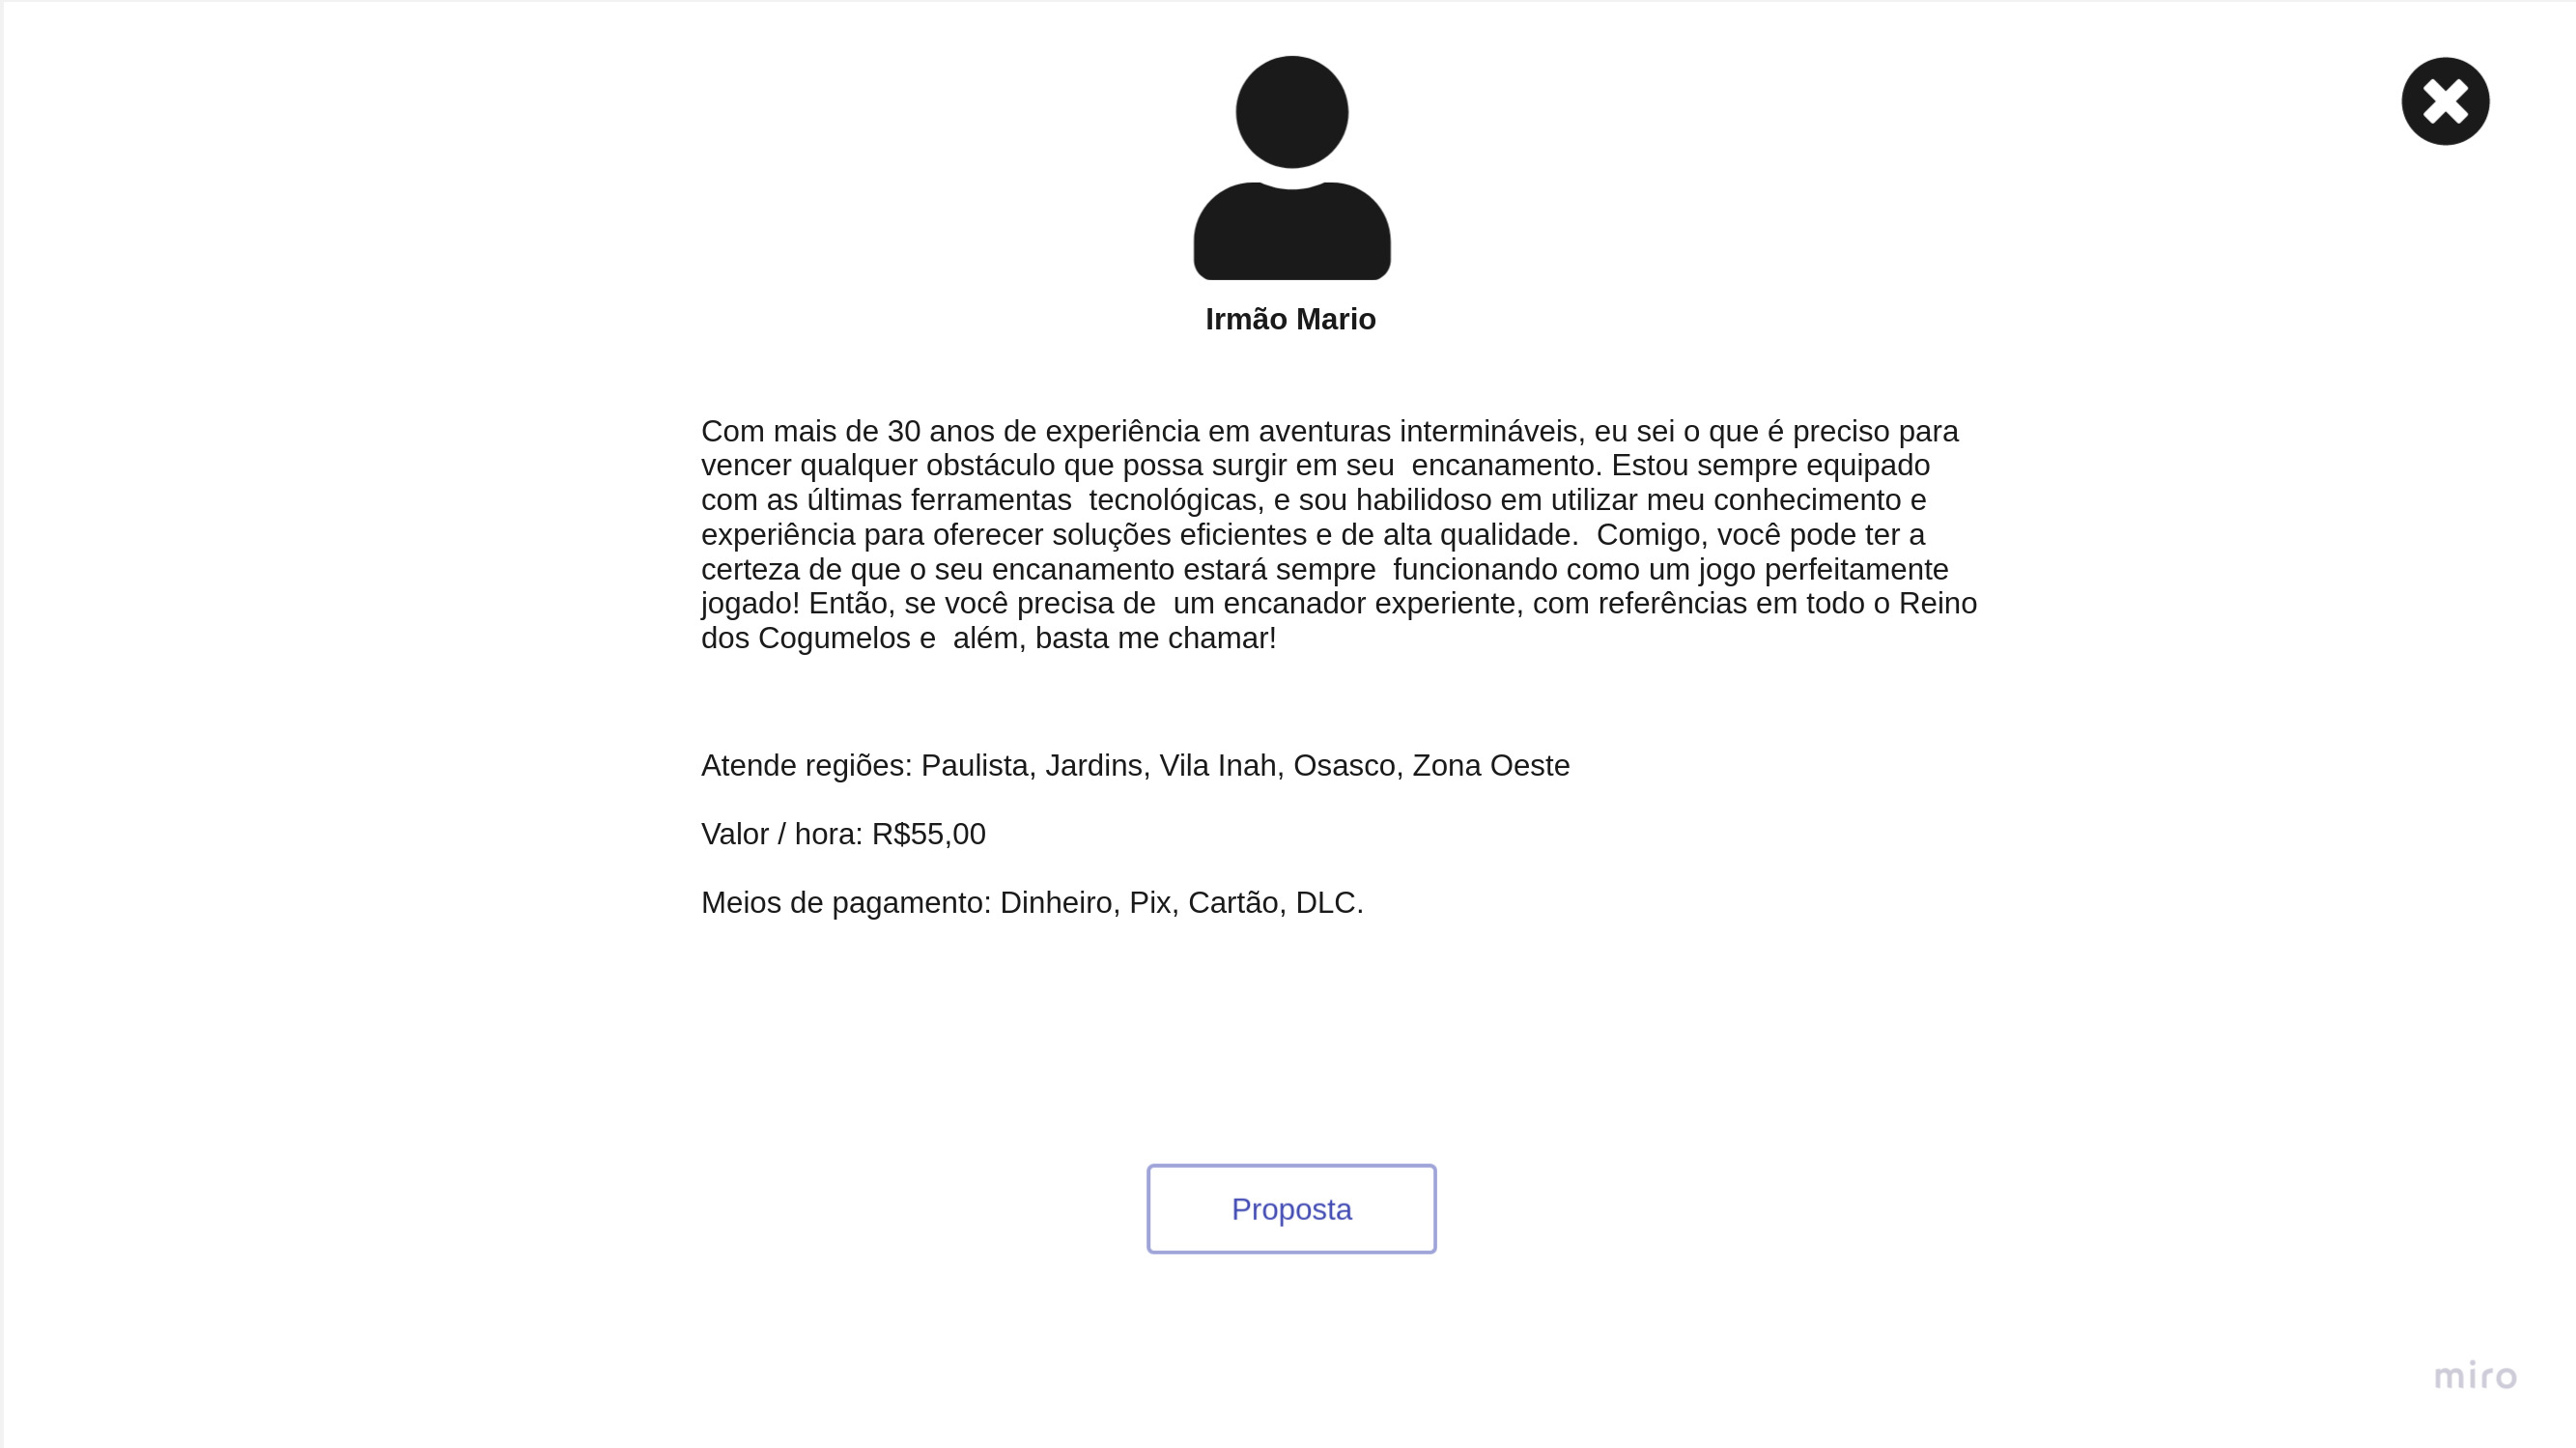 Irmão Mario
Com mais de 30 anos de experiência em aventuras intermináveis, eu sei o que é preciso para
vencer qualquer obstáculo que possa surgir em seu  encanamento. Estou sempre equipado
com as últimas ferramentas  tecnológicas, e sou habilidoso em utilizar meu conhecimento e
experiência para oferecer soluções eficientes e de alta qualidade.  Comigo, você pode ter a
certeza de que o seu encanamento estará sempre  funcionando como um jogo perfeitamente
jogado! Então, se você precisa de  um encanador experiente, com referências em todo o Reino
dos Cogumelos e  além, basta me chamar!
Atende regiões: Paulista, Jardins, Vila Inah, Osasco, Zona Oeste
Valor / hora: R$55,00
Meios de pagamento: Dinheiro, Pix, Cartão, DLC.
Proposta
miro